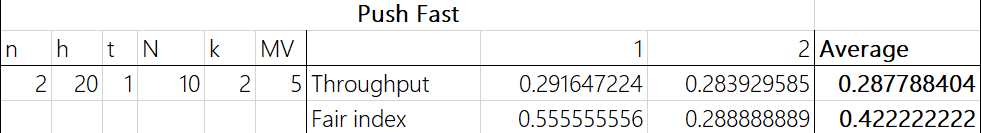 Push Fast
n h t N k MV 1 2 Average
2 20 1 10 2 5 Throughput 0.291647224 0.283929585 0.287788404
Fair index 0.555555556 0.288888889 0.422222222